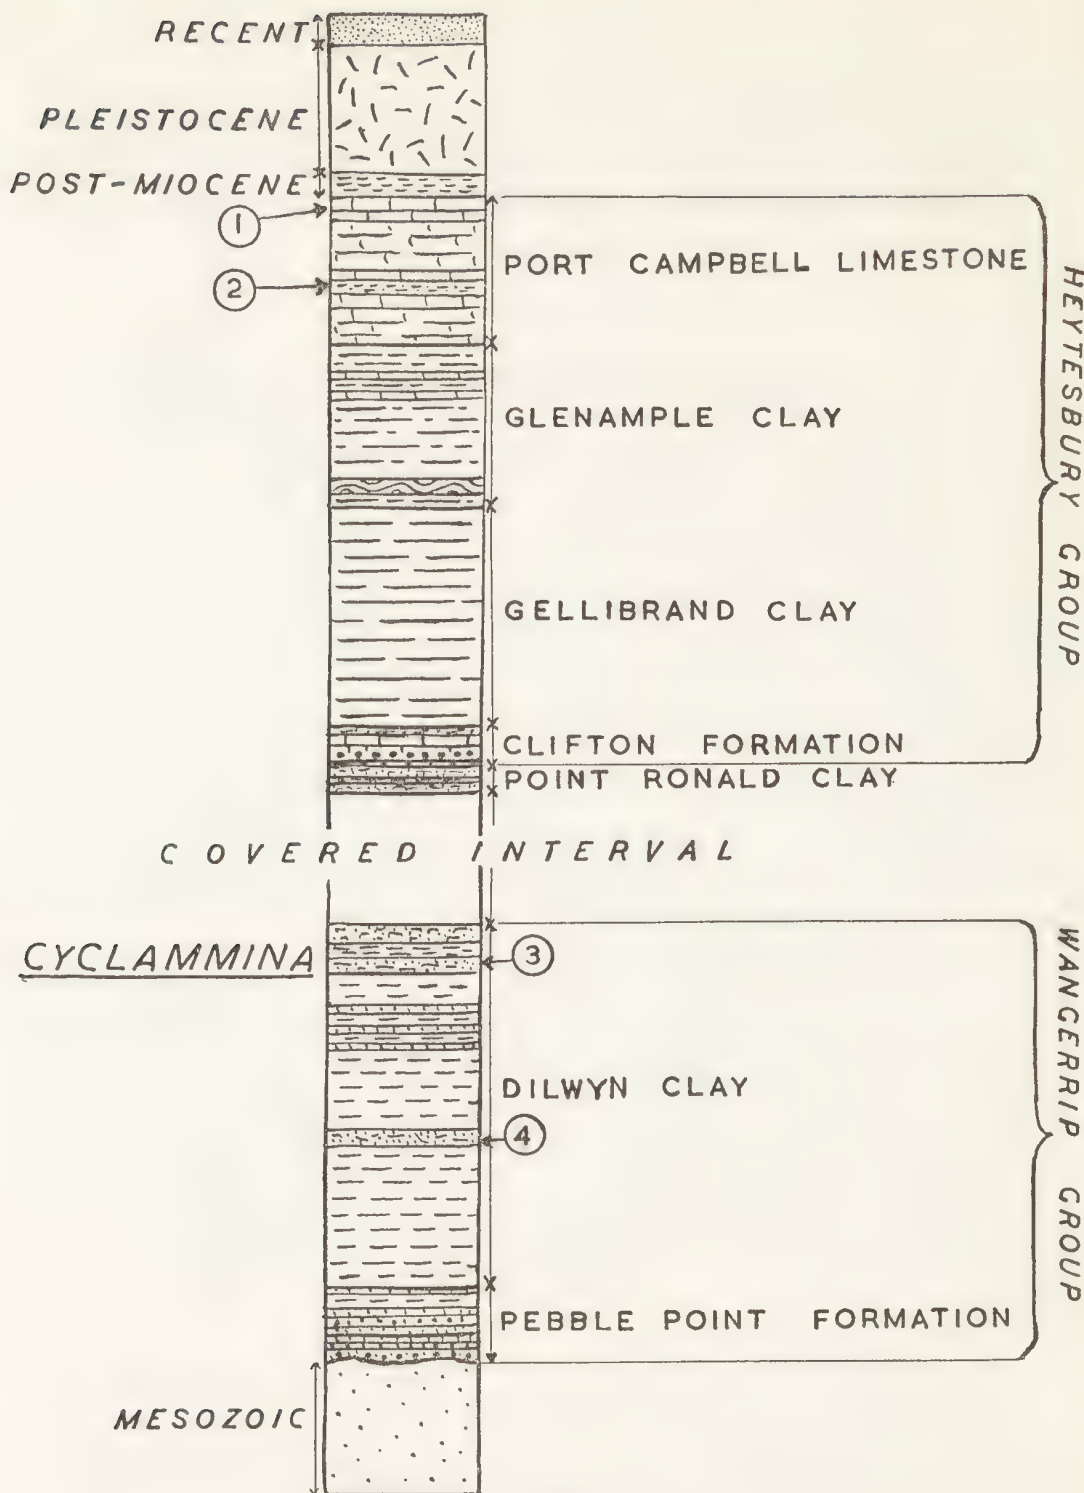 RECENT
PLEISTOCENE
POST-MIOCENE
1
PORT CAMPBELL LIMESTONE
2
GLENAMPLE CLAY
HEYTESBURY GROUP
GELLIBRAND CLAY
CLIFTON FORMATION
POINT RONALD CLAY
COVERED INTERVAL
CYCLAMMINA
3
DILWYN CLAY
4
WANGERRIP GROUP
PEBBLE POINT FORMATION
MESOZOIC